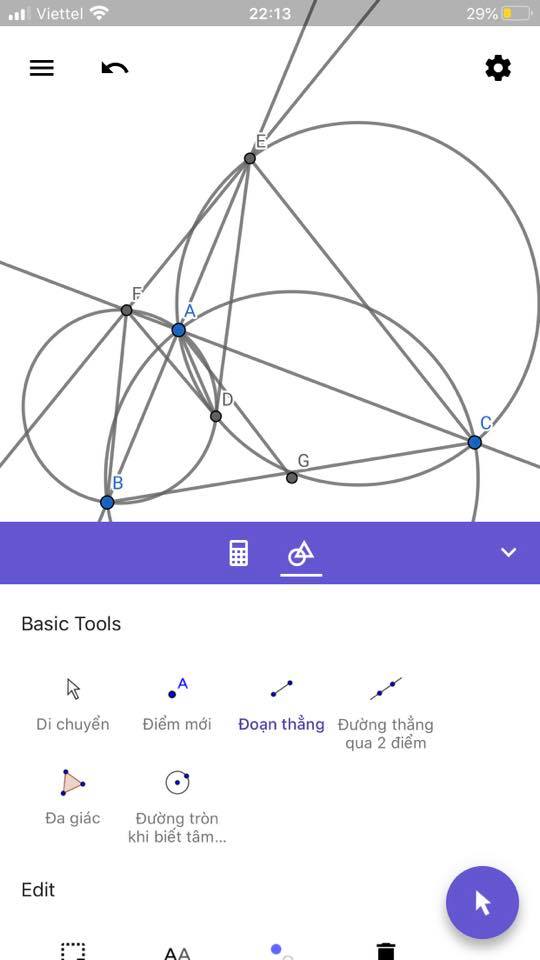 Viettel 22:13 29%
E
F
A
D
C
G
B
Basic Tools
Di chuyển Điểm mới Đoạn thẳng Đường thẳng
qua 2 điểm
Đa giác Đường tròn
khi biết tâm...
Edit
AA